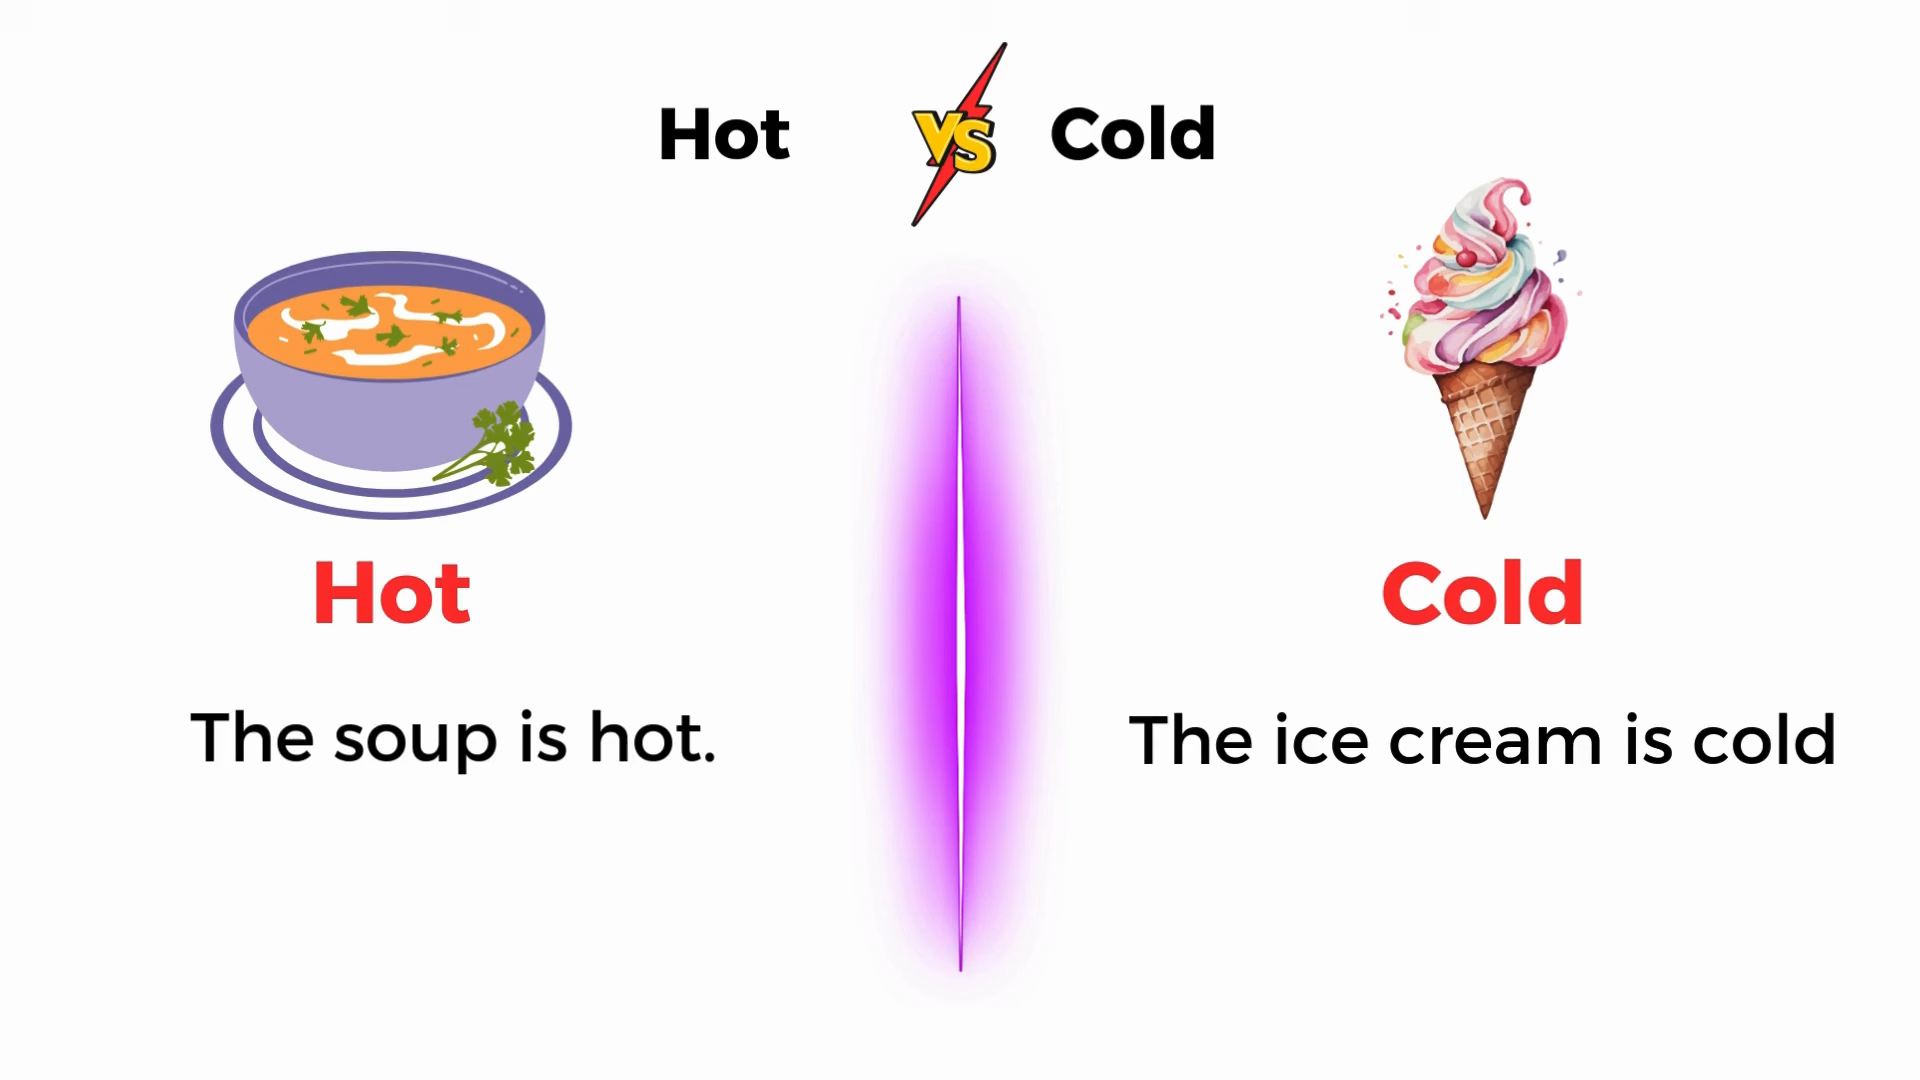 Hot VS Cold
Hot
Cold
The soup is hot.
The ice cream is cold